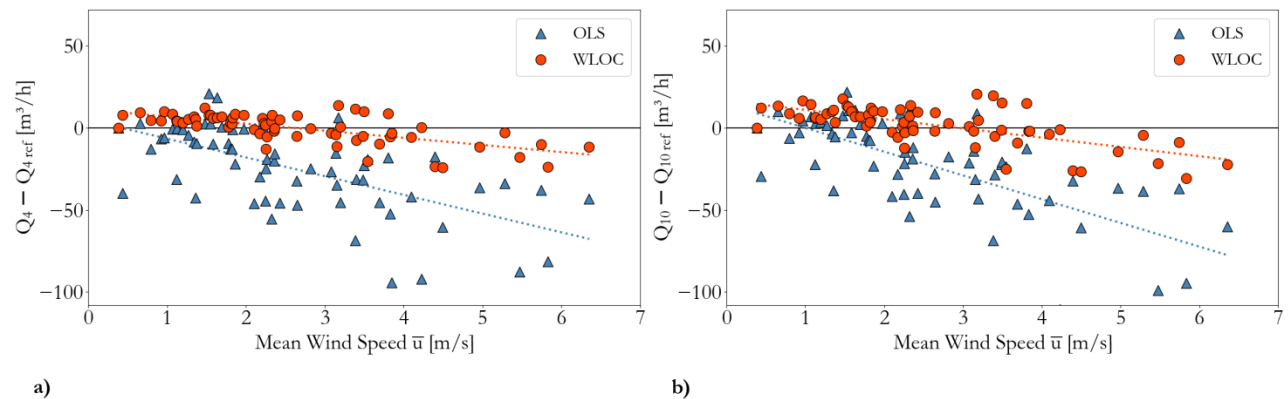 50
0
−50
−100
Q₄ − Q₄ ref [m³/h]
OLS
WLOC
0 1 2 3 4 5 6 7
Mean Wind Speed u̅ [m/s]
a)
50
0
−50
−100
Q₁₀ − Q₁₀ ref [m³/h]
OLS
WLOC
0 1 2 3 4 5 6 7
Mean Wind Speed u̅ [m/s]
b)